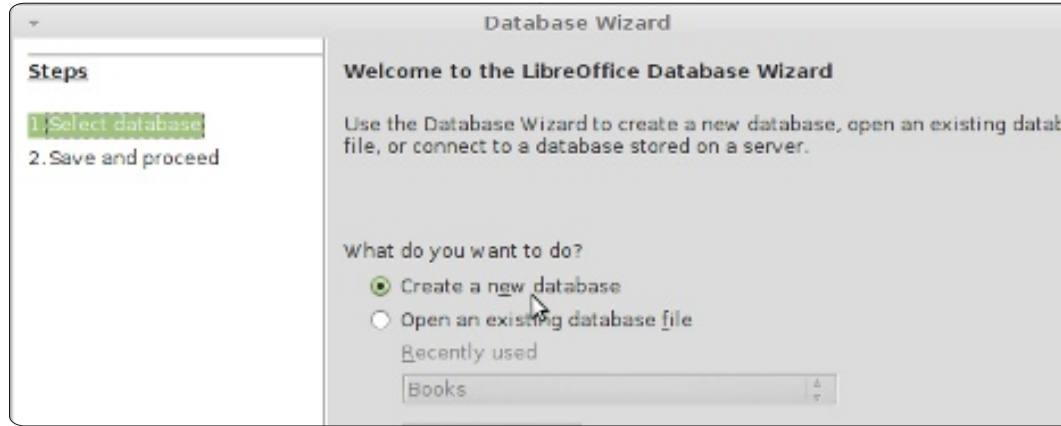 Database Wizard
Steps
1.Select database
2.Save and proceed
Welcome to the LibreOffice Database Wizard
Use the Database Wizard to create a new database, open an existing
file, or connect to a database stored on a server.
What do you want to do?
Create a new database
Open an existing database file
Recently used
Books